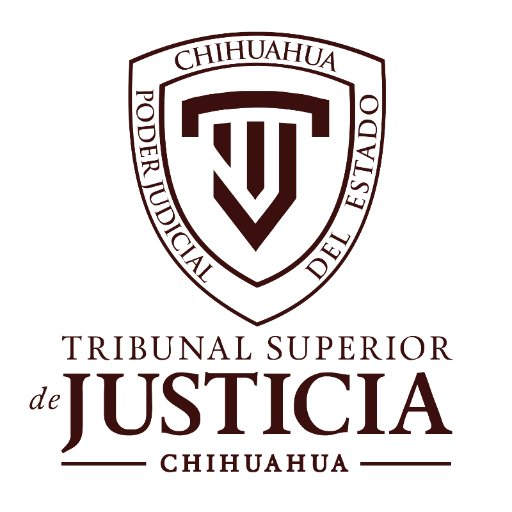 CHIHUAHUA
PODER JUDICIAL
DEL ESTADO
TRIBUNAL SUPERIOR
de JUSTICIA
CHIHUAHUA